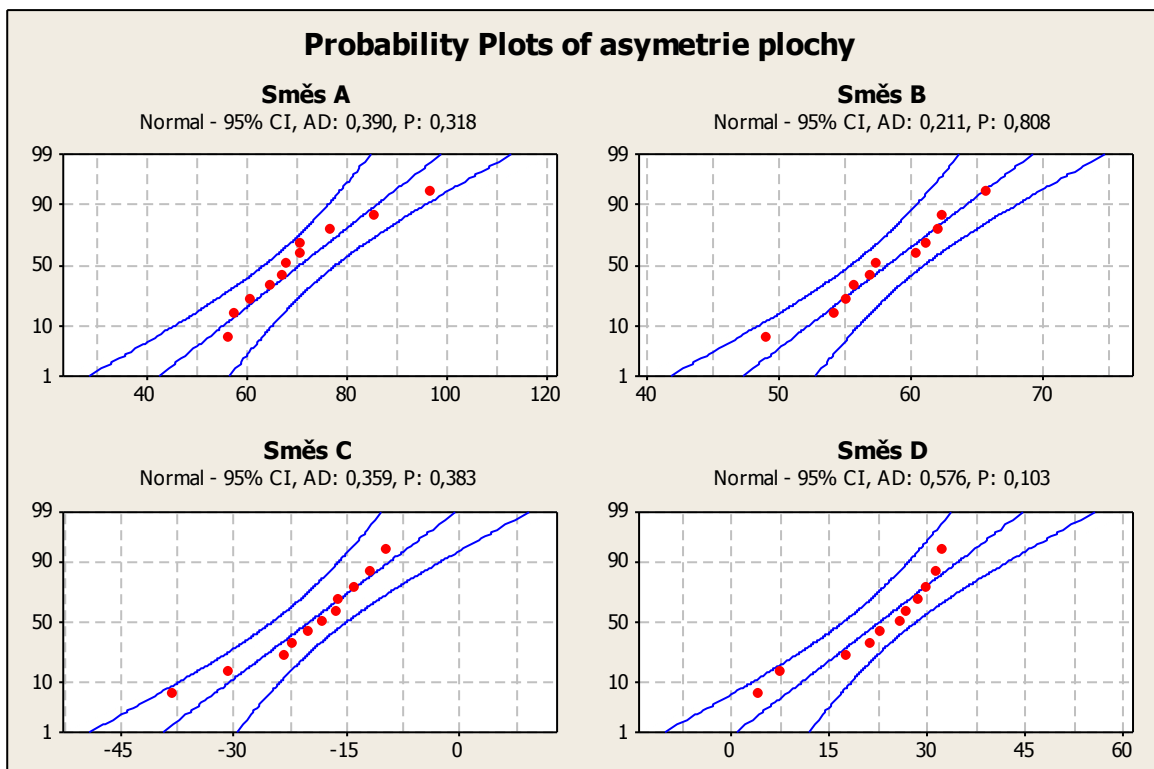 Probability Plots of asymetrie plochy
Směs A
Normal - 95% CI, AD: 0,390, P: 0,318
99
90
50
10
1
40 60 80 100 120
Směs B
Normal - 95% CI, AD: 0,211, P: 0,808
99
90
50
10
1
40 50 60 70
Směs C
Normal - 95% CI, AD: 0,359, P: 0,383
99
90
50
10
1
-45 -30 -15 0
Směs D
Normal - 95% CI, AD: 0,576, P: 0,103
99
90
50
10
1
0 15 30 45 60